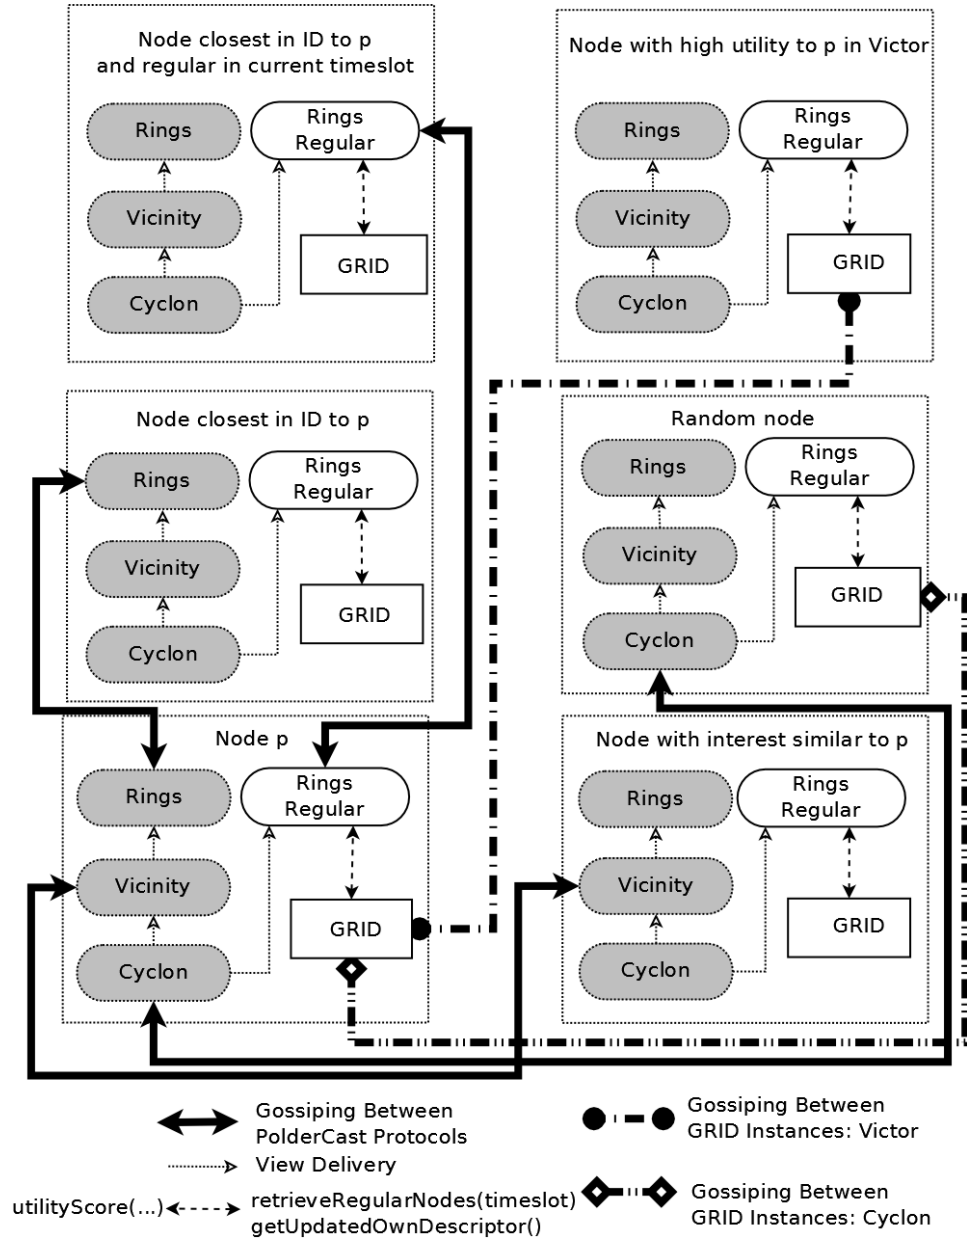 Node closest in ID to p
and regular in current timeslot
Rings
Rings
Regular
Vicinity
GRID
Cyclon
Node with high utility to p in Victor
Rings
Rings
Regular
Vicinity
GRID
Cyclon
Node closest in ID to p
Rings
Rings
Regular
Vicinity
GRID
Cyclon
Random node
Rings
Rings
Regular
Vicinity
GRID
Cyclon
Node p
Rings
Rings
Regular
Vicinity
GRID
Cyclon
Node with interest similar to p
Rings
Rings
Regular
Vicinity
GRID
Cyclon
Gossiping Between
PolderCast Protocols
View Delivery
utilityScore(...)
retrieveRegularNodes(timeslot)
getUpdatedOwnDescriptor()
Gossiping Between
GRID Instances: Victor
Gossiping Between
GRID Instances: Cyclon